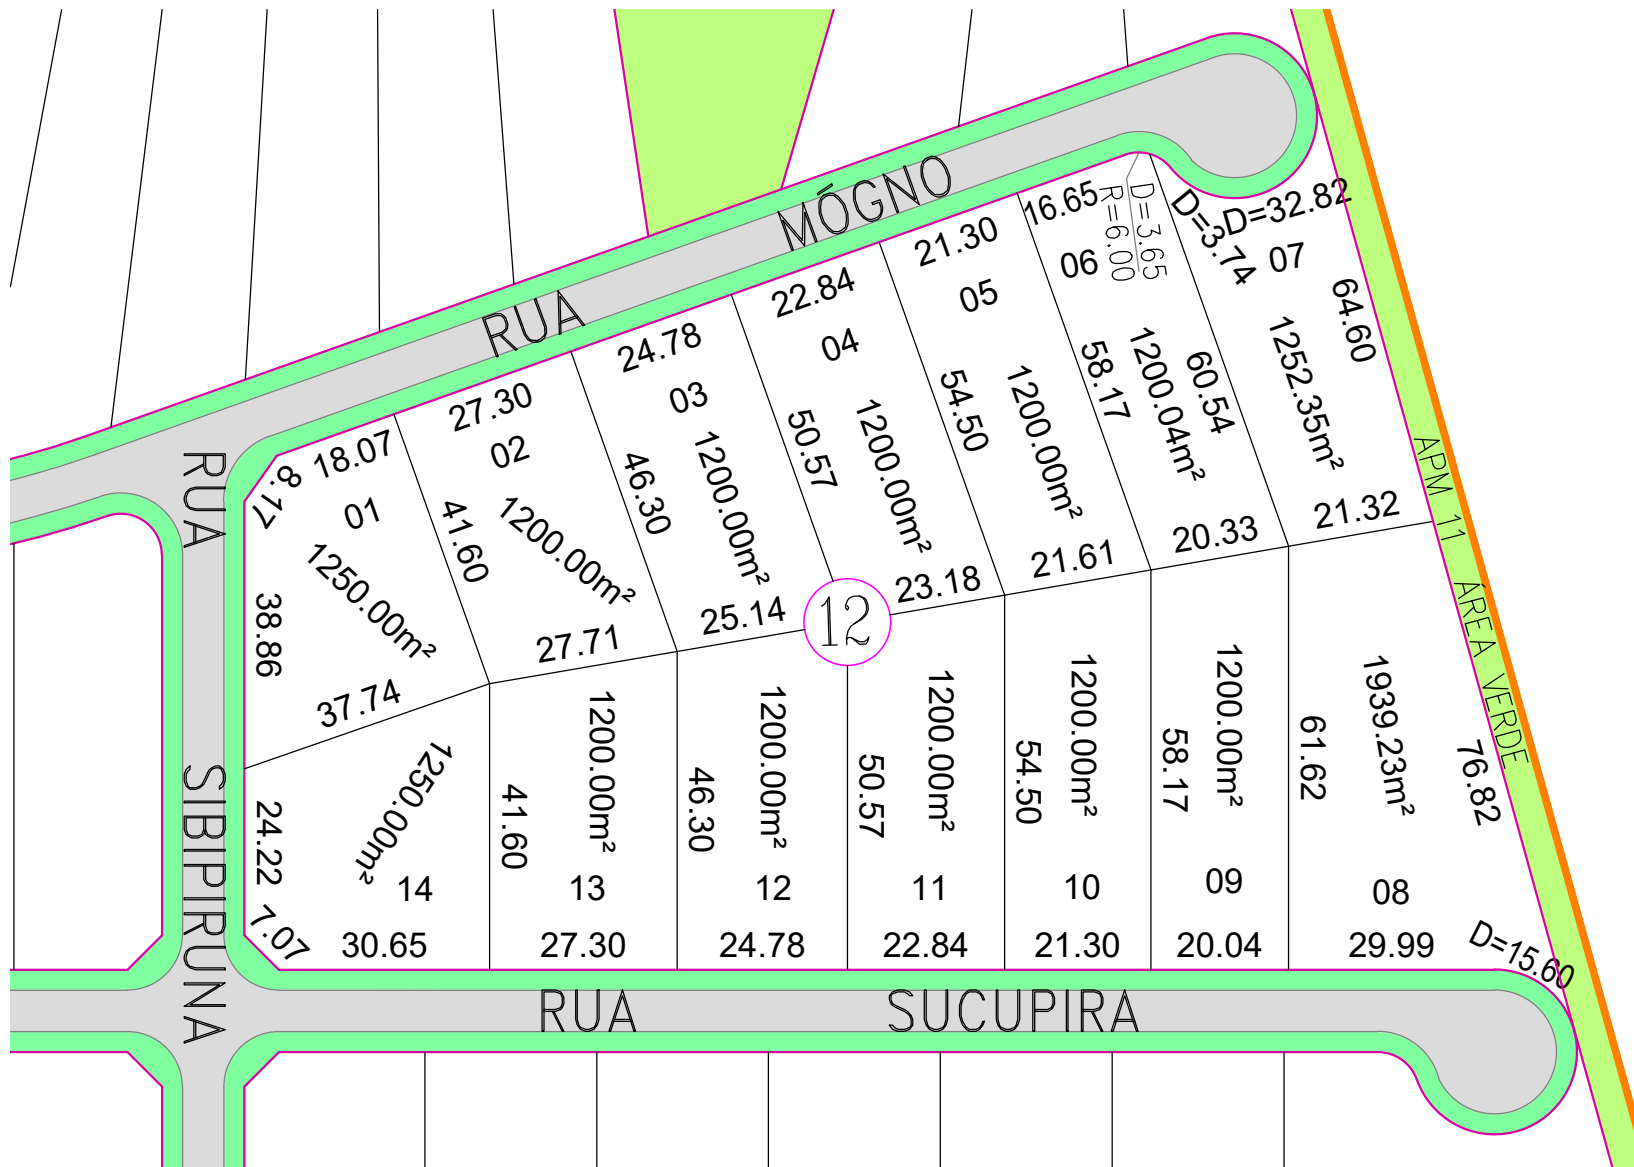 RUA MÓGNO
RUA SIBIPIRUNA
RUA SUCUPIRA
APM 11 ÁREA VERDE
12
8.17
18.07
01
1250.00m²
38.86
37.74
27.30
02
1200.00m²
41.60
27.71
24.78
03
1200.00m²
46.30
25.14
22.84
04
1200.00m²
50.57
23.18
21.30
05
1200.00m²
54.50
21.61
16.65
D=3.65
R=6.00
06
1200.04m²
58.17
20.33
D=3.74
D=32.82
07
1252.35m²
60.54
64.60
21.32
1939.23m²
61.62
76.82
08
29.99
D=15.60
1200.00m²
58.17
09
20.04
1200.00m²
54.50
10
21.30
1200.00m²
50.57
11
22.84
1200.00m²
46.30
12
24.78
1200.00m²
41.60
13
27.30
1250.00m²
24.22
14
7.07
30.65